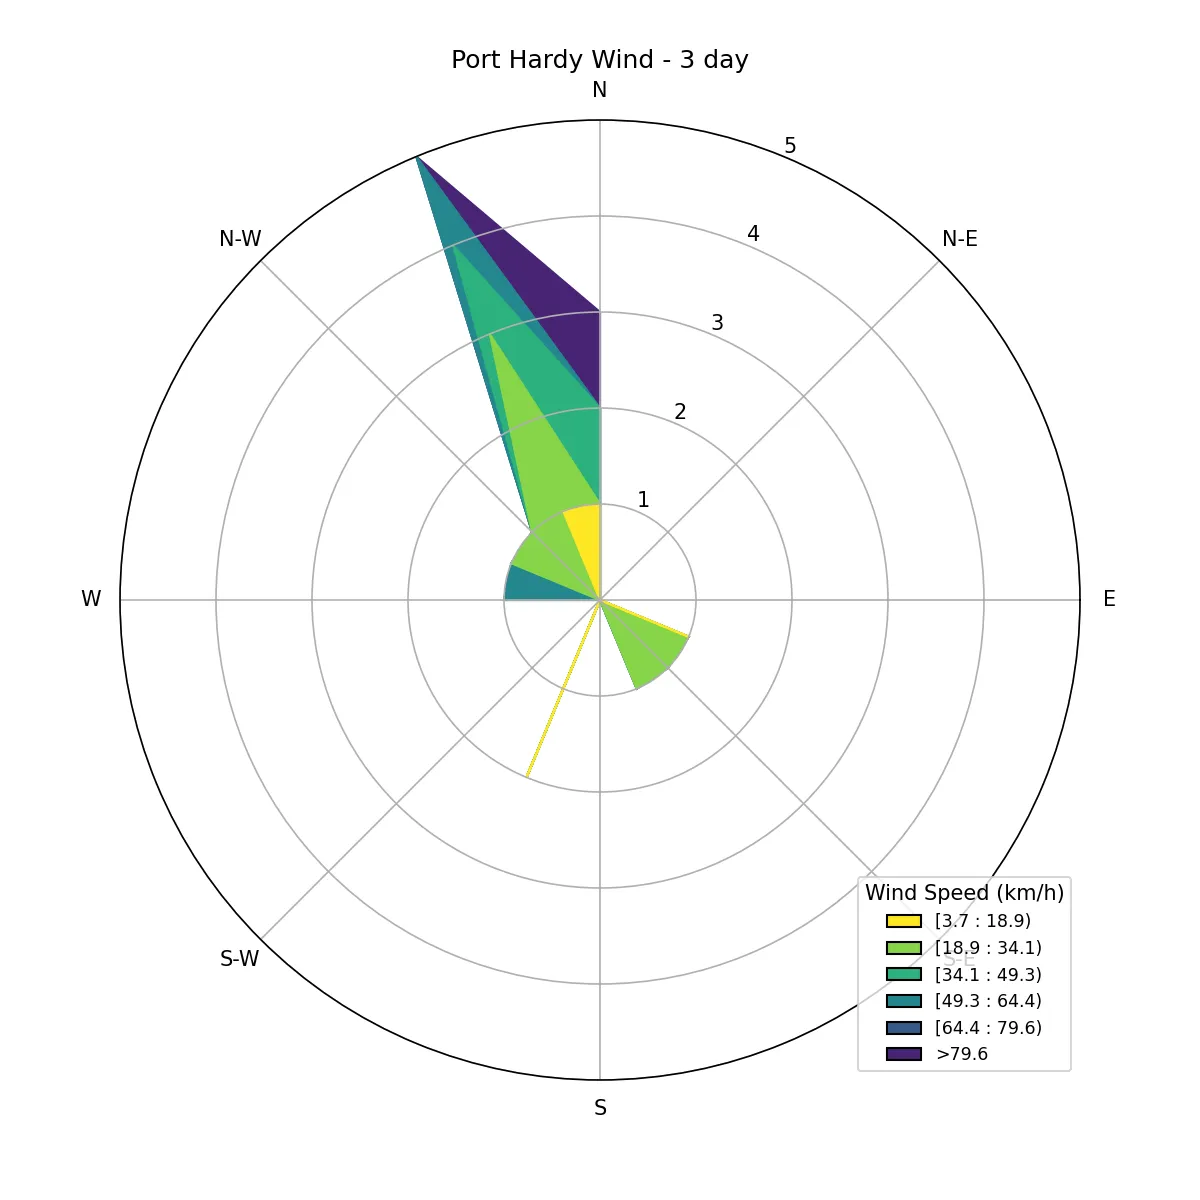 Port Hardy Wind - 3 day
N
5
N-W
N-E
4
3
2
1
W
E
Wind Speed (km/h)
[3.7 : 18.9)
[18.9 : 34.1)
S-W
S-E
[34.1 : 49.3)
[49.3 : 64.4)
[64.4 : 79.6)
>79.6
S